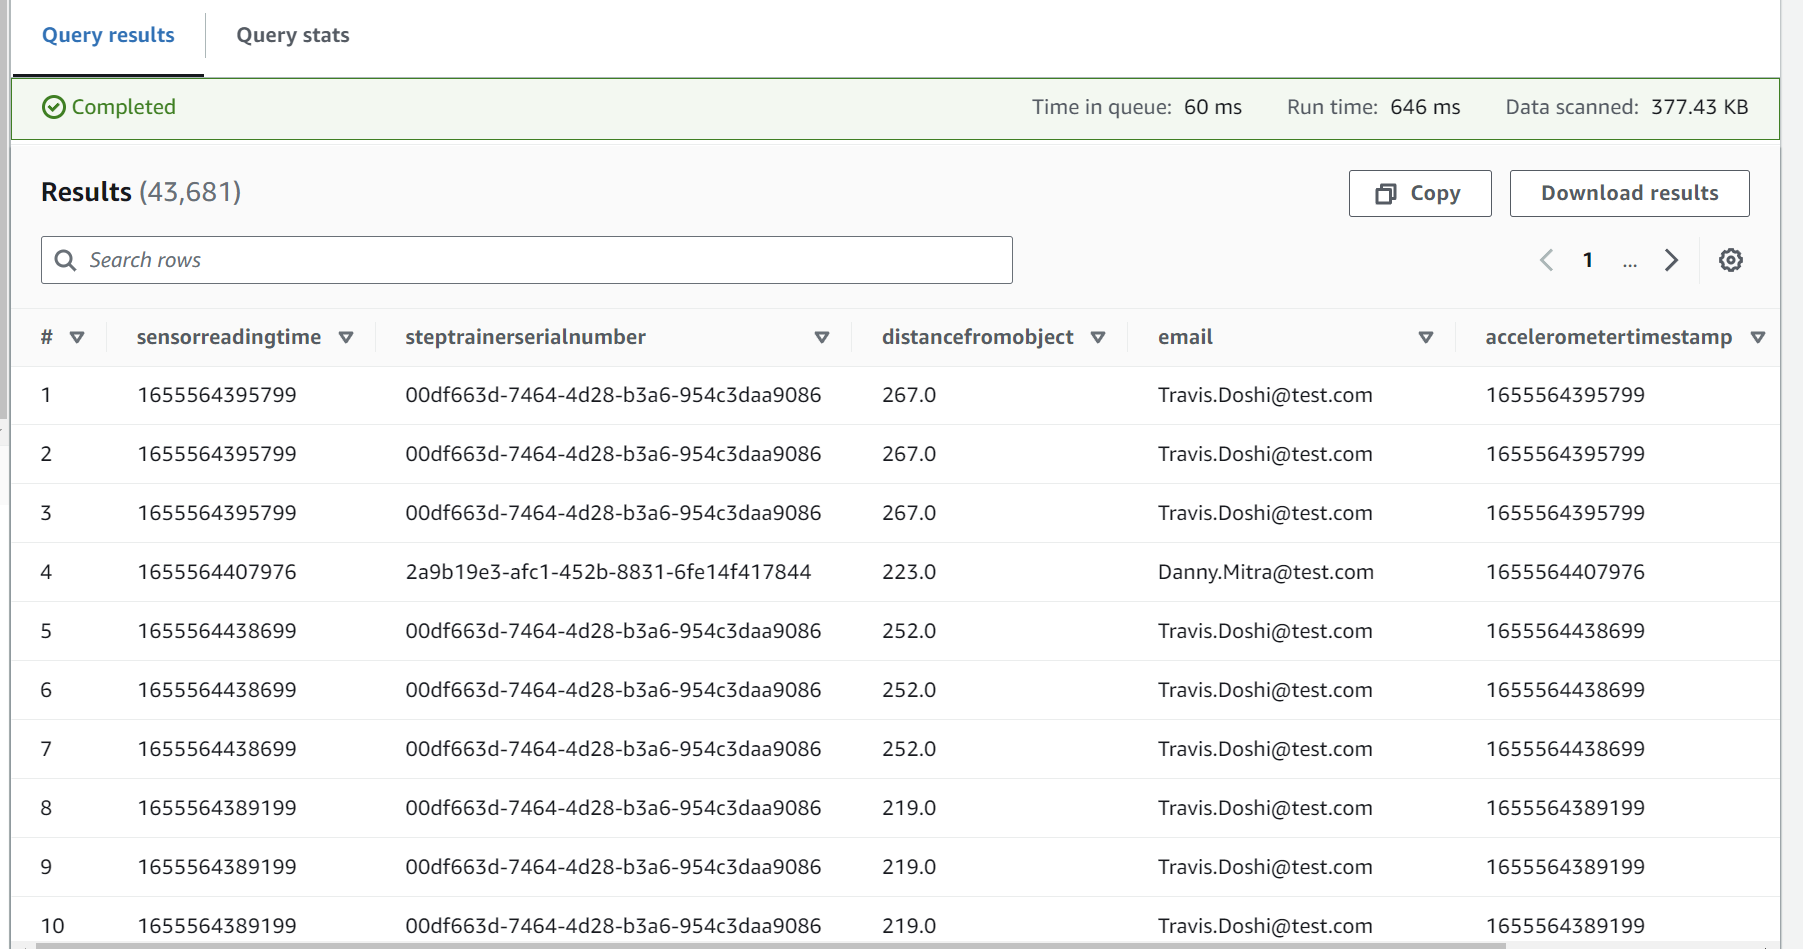 Query results Query stats
Completed Time in queue: 60 ms Run time: 646 ms Data scanned: 377.43 KB
Results (43,681) Copy Download results
Search rows 1 ...
# sensorreadingtime steptrainerserialnumber distancefromobject email accelerometertimestamp
1 1655564395799 00df663d-7464-4d28-b3a6-954c3daa9086 267.0 Travis.Doshi@test.com 1655564395799
2 1655564395799 00df663d-7464-4d28-b3a6-954c3daa9086 267.0 Travis.Doshi@test.com 1655564395799
3 1655564395799 00df663d-7464-4d28-b3a6-954c3daa9086 267.0 Travis.Doshi@test.com 1655564395799
4 1655564407976 2a9b19e3-afc1-452b-8831-6fe14f417844 223.0 Danny.Mitra@test.com 1655564407976
5 1655564438699 00df663d-7464-4d28-b3a6-954c3daa9086 252.0 Travis.Doshi@test.com 1655564438699
6 1655564438699 00df663d-7464-4d28-b3a6-954c3daa9086 252.0 Travis.Doshi@test.com 1655564438699
7 1655564438699 00df663d-7464-4d28-b3a6-954c3daa9086 252.0 Travis.Doshi@test.com 1655564438699
8 1655564389199 00df663d-7464-4d28-b3a6-954c3daa9086 219.0 Travis.Doshi@test.com 1655564389199
9 1655564389199 00df663d-7464-4d28-b3a6-954c3daa9086 219.0 Travis.Doshi@test.com 1655564389199
10 1655564389199 00df663d-7464-4d28-b3a6-954c3daa9086 219.0 Travis.Doshi@test.com 1655564389199